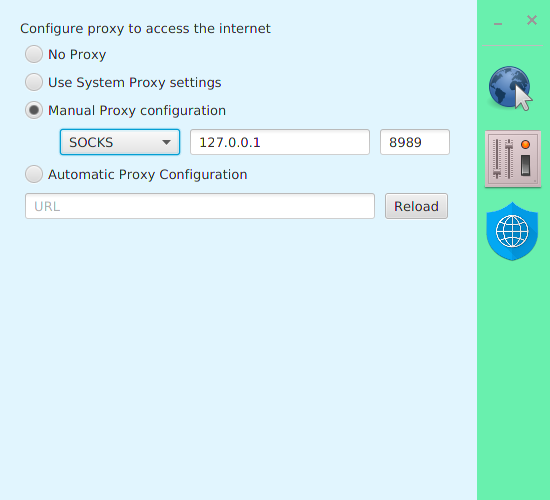 Configure proxy to access the internet
No Proxy
Use System Proxy settings
Manual Proxy configuration
SOCKS 127.0.0.1 8989
Automatic Proxy Configuration
URL Reload